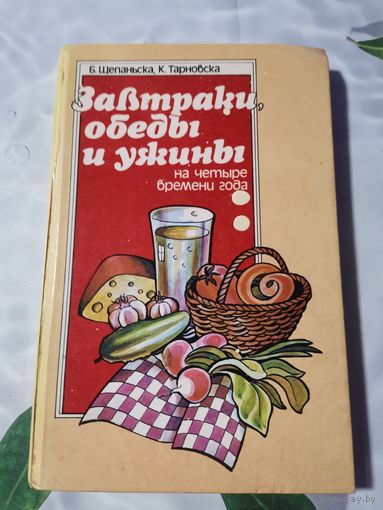 Б. Щепаньска, К. Тарновска
Завтраки,
обеды
и ужины
на четыре
времени года